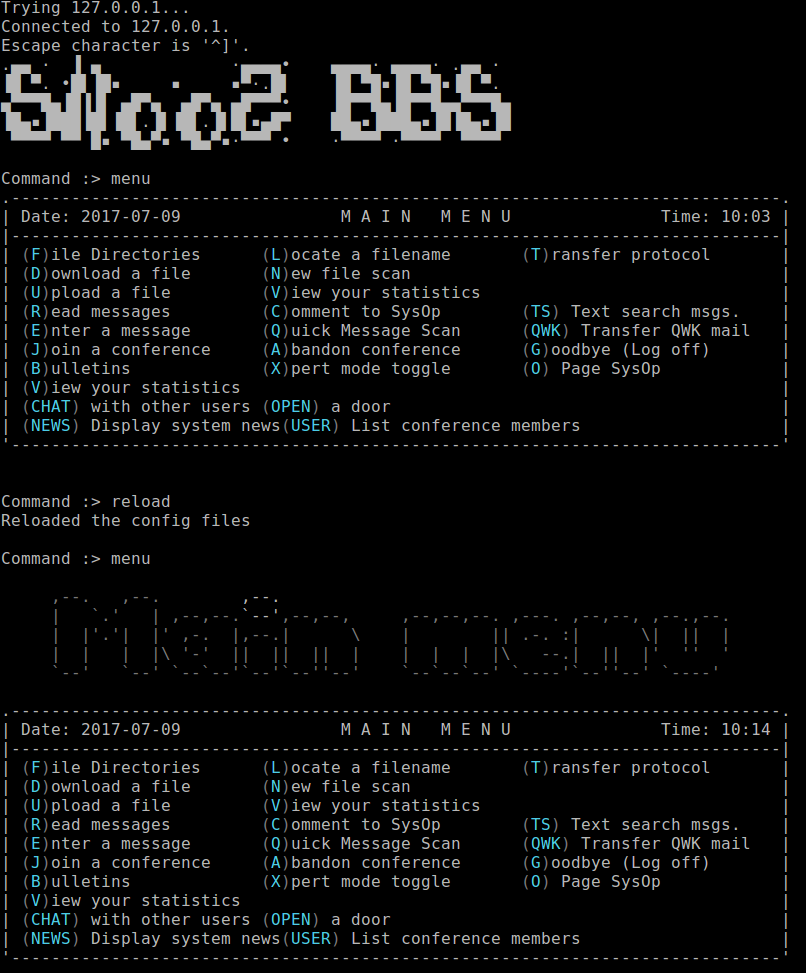 Trying 127.0.0.1...
Connected to 127.0.0.1.
Escape character is '^]'.
BBS
Command :> menu
| Date: 2017-07-09 M A I N M E N U Time: 10:03 |
| (F)ile Directories (L)ocate a filename (T)ransfer protocol |
| (D)ownload a file (N)ew file scan |
| (U)pload a file (V)iew your statistics |
| (R)ead messages (C)omment to SysOp (TS) Text search msgs. |
| (E)nter a message (Q)uick Message Scan (QWK) Transfer QWK mail |
| (J)oin a conference (A)bandon conference (G)oodbye (Log off) |
| (B)ulletins (X)pert mode toggle (O) Page SysOp |
| (V)iew your statistics |
| (CHAT) with other users (OPEN) a door |
| (NEWS) Display system news(USER) List conference members |
Command :> reload
Reloaded the config files
Command :> menu
Main menu
| Date: 2017-07-09 M A I N M E N U Time: 10:14 |
| (F)ile Directories (L)ocate a filename (T)ransfer protocol |
| (D)ownload a file (N)ew file scan |
| (U)pload a file (V)iew your statistics |
| (R)ead messages (C)omment to SysOp (TS) Text search msgs. |
| (E)nter a message (Q)uick Message Scan (QWK) Transfer QWK mail |
| (J)oin a conference (A)bandon conference (G)oodbye (Log off) |
| (B)ulletins (X)pert mode toggle (O) Page SysOp |
| (V)iew your statistics |
| (CHAT) with other users (OPEN) a door |
| (NEWS) Display system news(USER) List conference members |